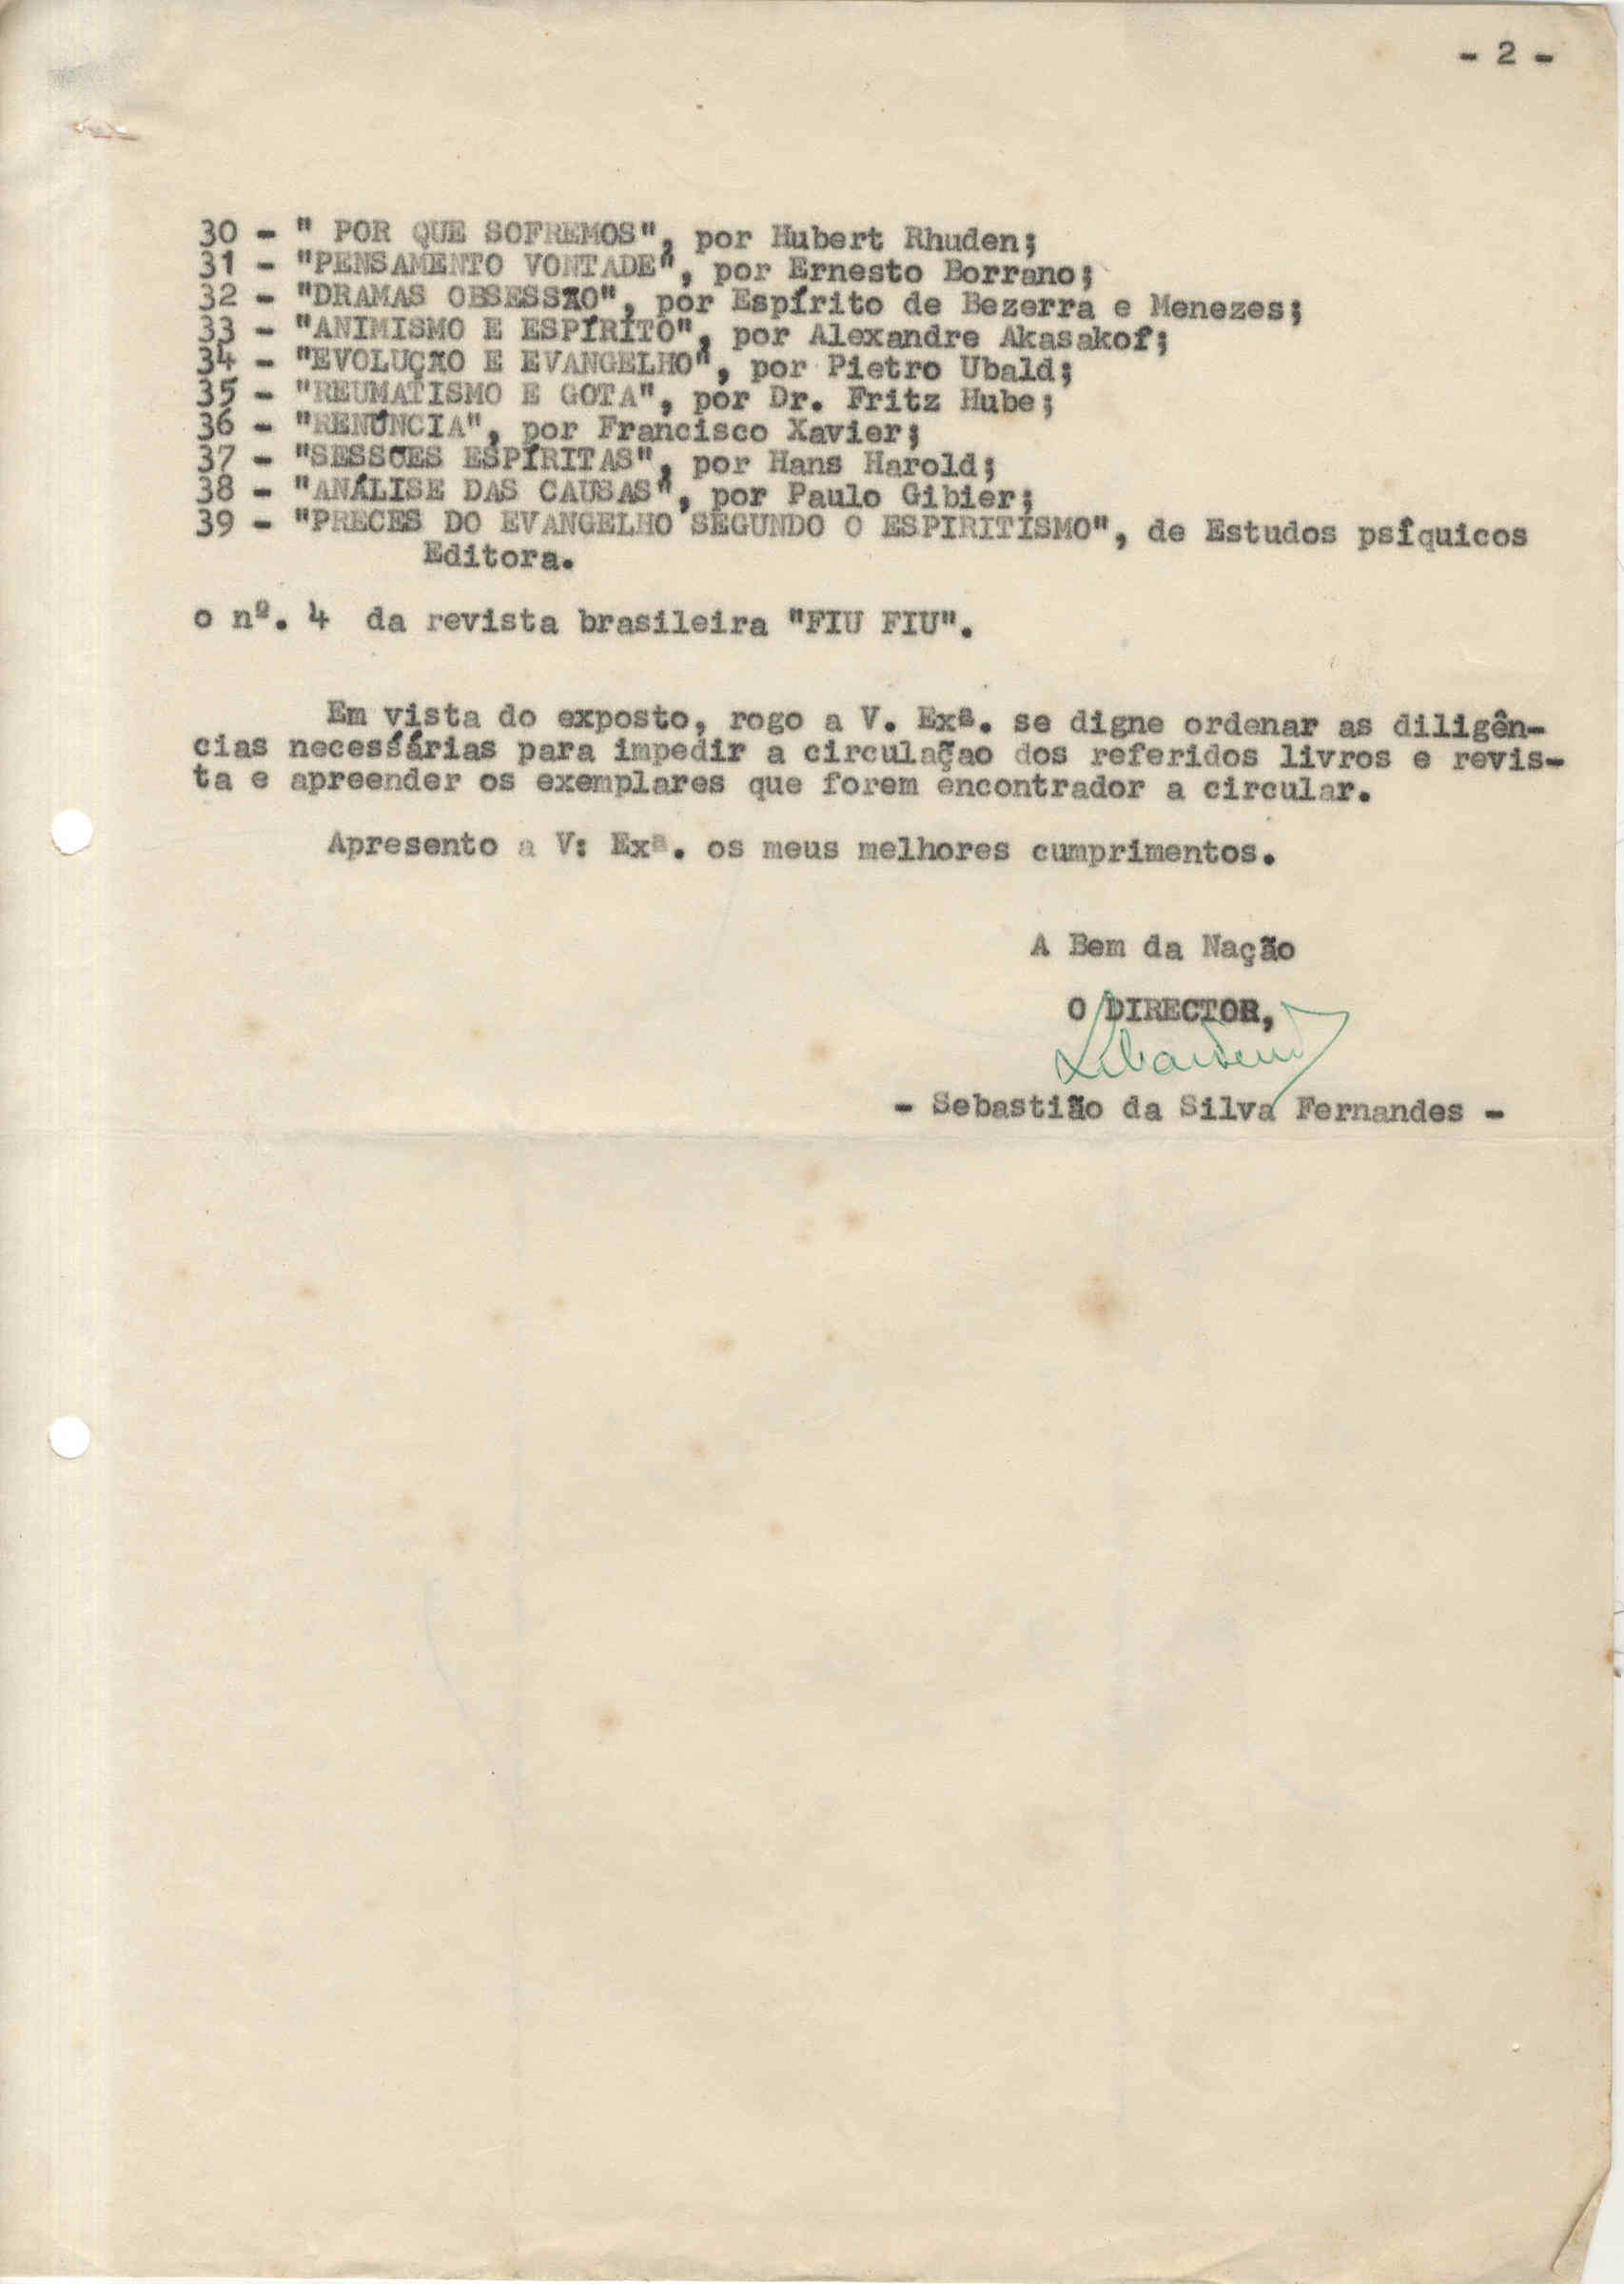 - 2 -
30 - " POR QUE SOFREMOS", por Hubert Rhuden;
31 - "PENSAMENTO VONTADE", por Ernesto Borrano;
32 - "DRAMAS OBSESSÃO", por Espírito de Bezerra e Menezes;
33 - "ANIMISMO E ESPÍRITO", por Alexandre Akasakof;
34 - "EVOLUÇÃO E EVANGELHO", por Pietro Ubald;
35 - "REUMATISMO E GOTA", por Dr. Fritz Hube;
36 - "RENÚNCIA", por Francisco Xavier;
37 - "SESSÕES ESPÍRITAS", por Hans Harold;
38 - "ANÁLISE DAS CAUSAS", por Paulo Gibier;
39 - "PRECES DO EVANGELHO SEGUNDO O ESPIRITISMO", de Estudos psíquicos
Editora.
o nº. 4 da revista brasileira "FIU FIU".
Em vista do exposto, rogo a V. Exª. se digne ordenar as diligên-
cias necessárias para impedir a circulação dos referidos livros e revis-
ta e apreender os exemplares que forem encontrador a circular.
Apresento a V: Exª. os meus melhores cumprimentos.
A Bem da Nação
O DIRECTOR,
- Sebastião da Silva Fernandes -